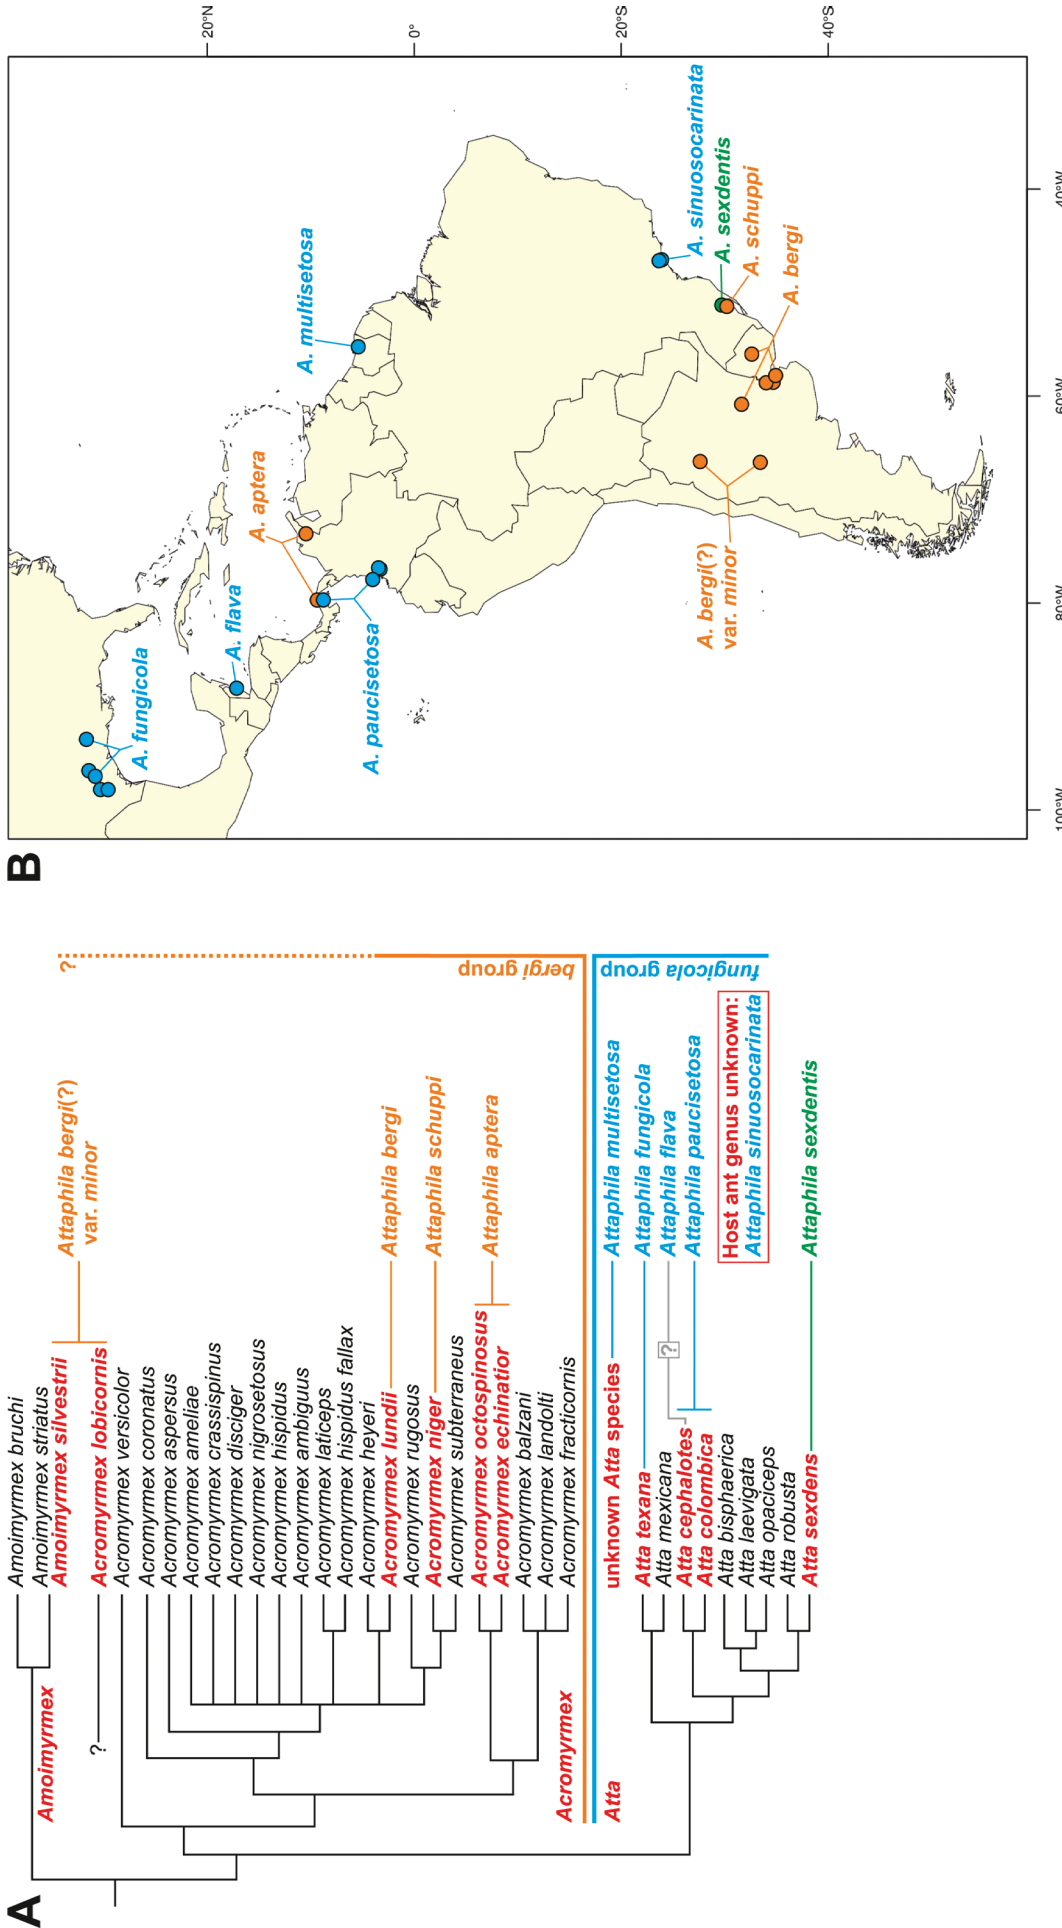 A
Amoimyrmex bruchi
Amoimyrmex striatus
Amoimyrmex silvestrii
Acromyrmex lobicornis
Acromyrmex versicolor
Acromyrmex coronatus
Acromyrmex aspersus
Acromyrmex ameliae
Acromyrmex crassispinus
Acromyrmex disciger
Acromyrmex nigrosetosus
Acromyrmex hispidus
Acromyrmex ambiguus
Acromyrmex laticeps
Acromymex hispidus fallax
Acromyrmex heyeri
Acromyrmex lundii
Acromyrmex rugosus
Acromyrmex niger
Acromyrmex subterraneus
Acromyrmex octospinosus
Acromyrmex echinatior
Acromyrmex balzani
Acromyrmex landolti
Acromyrmex fracticornis
unknown Atta species
Atta texana
Atta mexicana
Atta cephalotes
Atta colombica
Atta bisphaerica
Atta laevigata
Atta opaciceps
Atta robusta
Atta sexdens
Amoimyrmex
?
Acromyrmex
Atta
Attaphila bergi(?)
var. minor
Attaphila bergi
Attaphila schuppi
Attaphila aptera
Attaphila multisetosa
Attaphila fungicola
Attaphila flava
?
Attaphila paucisetosa
Host ant genus unknown:
Attaphila sinuosocarinata
Attaphila sexdentis
?
bergi group
fungicola group
B
A. fungicola
A. flava
A. aptera
A. multisetosa
A. paucisetosa
A. sinuosocarinata
A. sexdentis
A. schuppi
A. bergi
A. bergi(?)
var. minor
20°N
0°
20°S
40°S
100°W
80°W
60°W
40°W